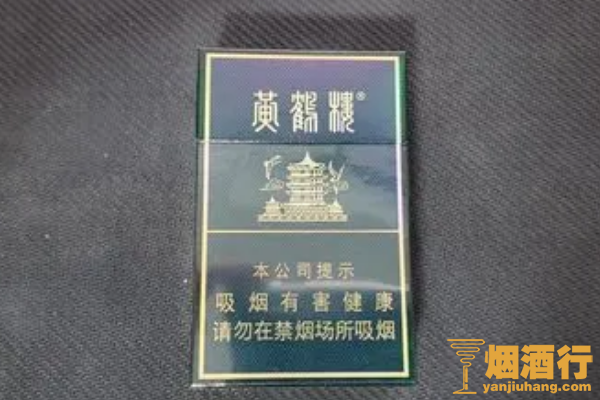 黄鹤楼®
本公司提示
吸烟有害健康
请勿在禁烟场所吸烟
烟酒行
yanjiuhang.com